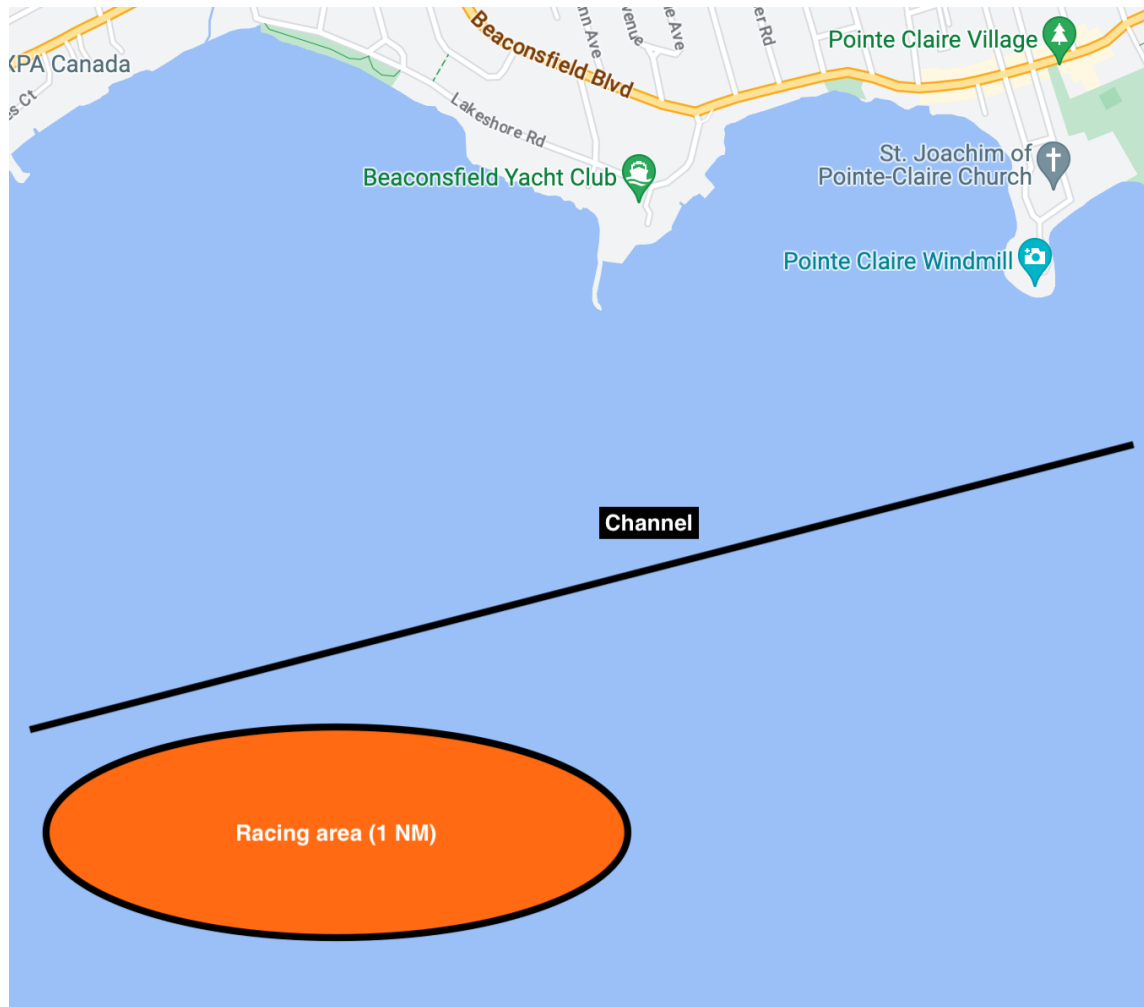 Beaconsfield Blvd
Pointe Claire Village
XPA Canada
Lakeshore Rd
Beaconsfield Yacht Club
St. Joachim of
Pointe-Claire Church
Pointe Claire Windmill
Channel
Racing area (1 NM)